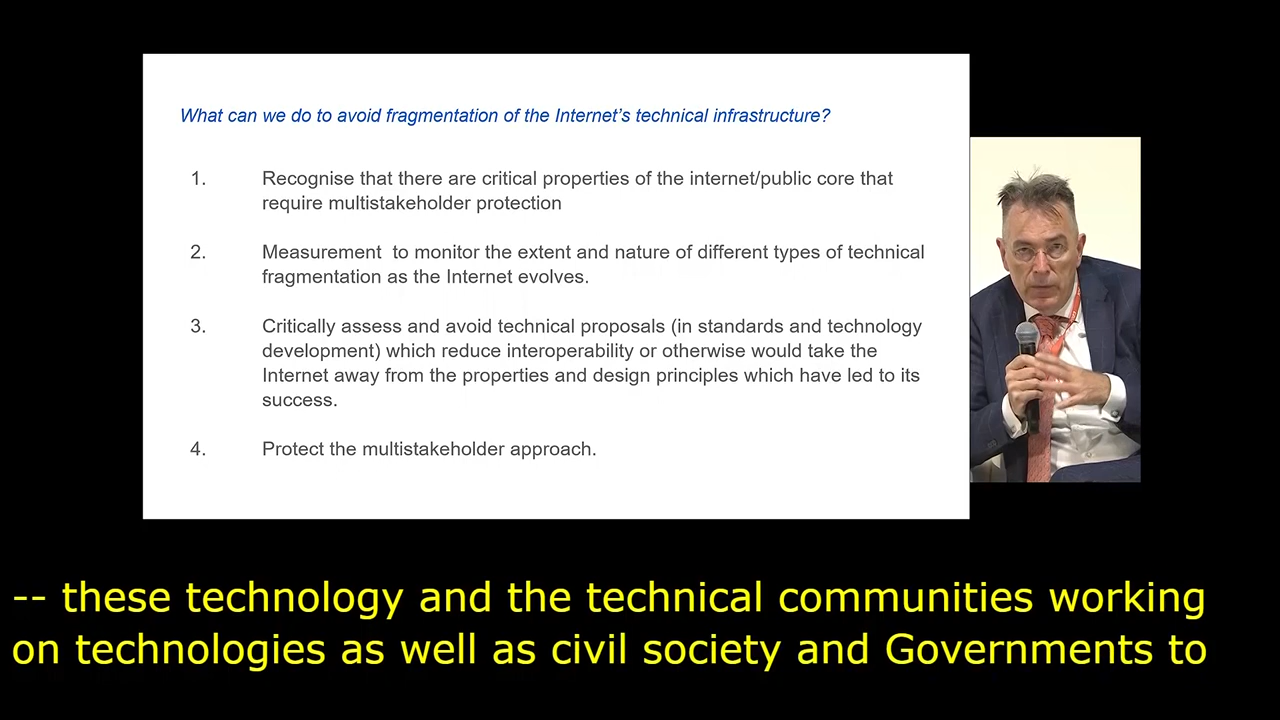 What can we do to avoid fragmentation of the Internet's technical infrastructure?
1. Recognise that there are critical properties of the internet/public core that
require multistakeholder protection
2. Measurement to monitor the extent and nature of different types of technical
fragmentation as the Internet evolves.
3. Critically assess and avoid technical proposals (in standards and technology
development) which reduce interoperability or otherwise would take the
Internet away from the properties and design principles which have led to its
success.
4. Protect the multistakeholder approach.
-- these technology and the technical communities working
on technologies as well as civil society and Governments to